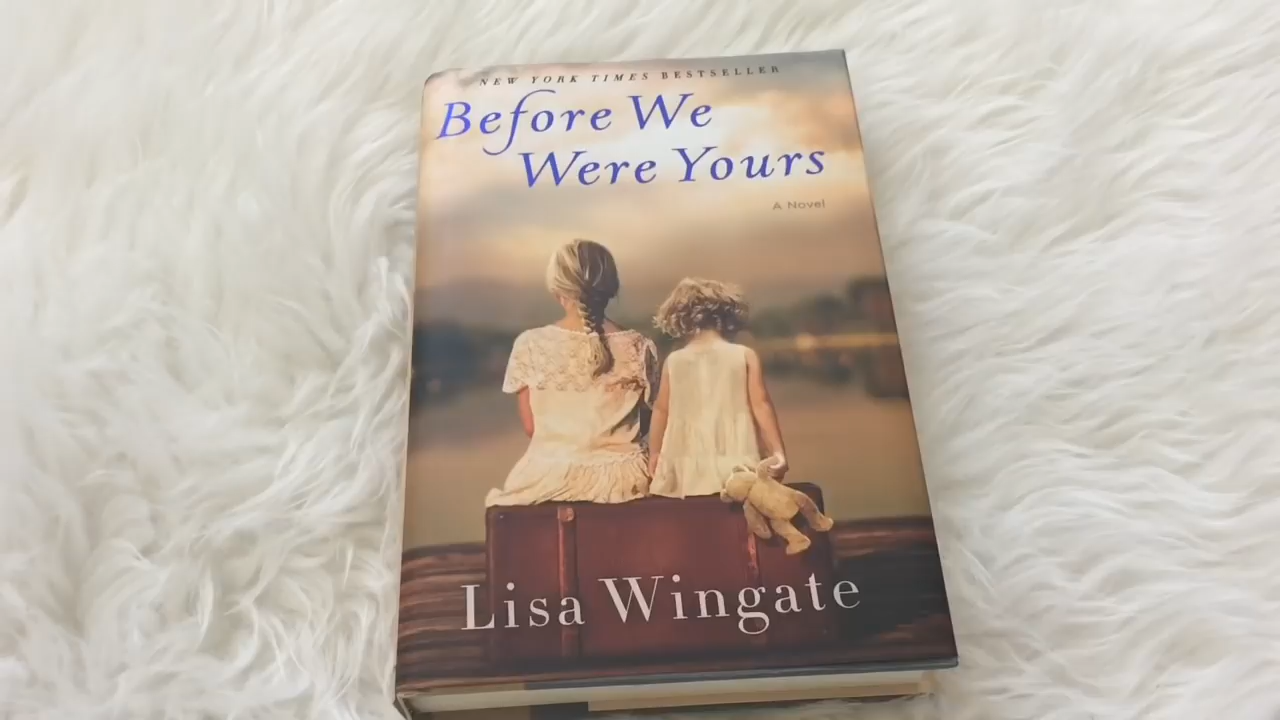 NEW YORK TIMES BESTSELLER
Before We
Were Yours
A Novel
Lisa Wingate